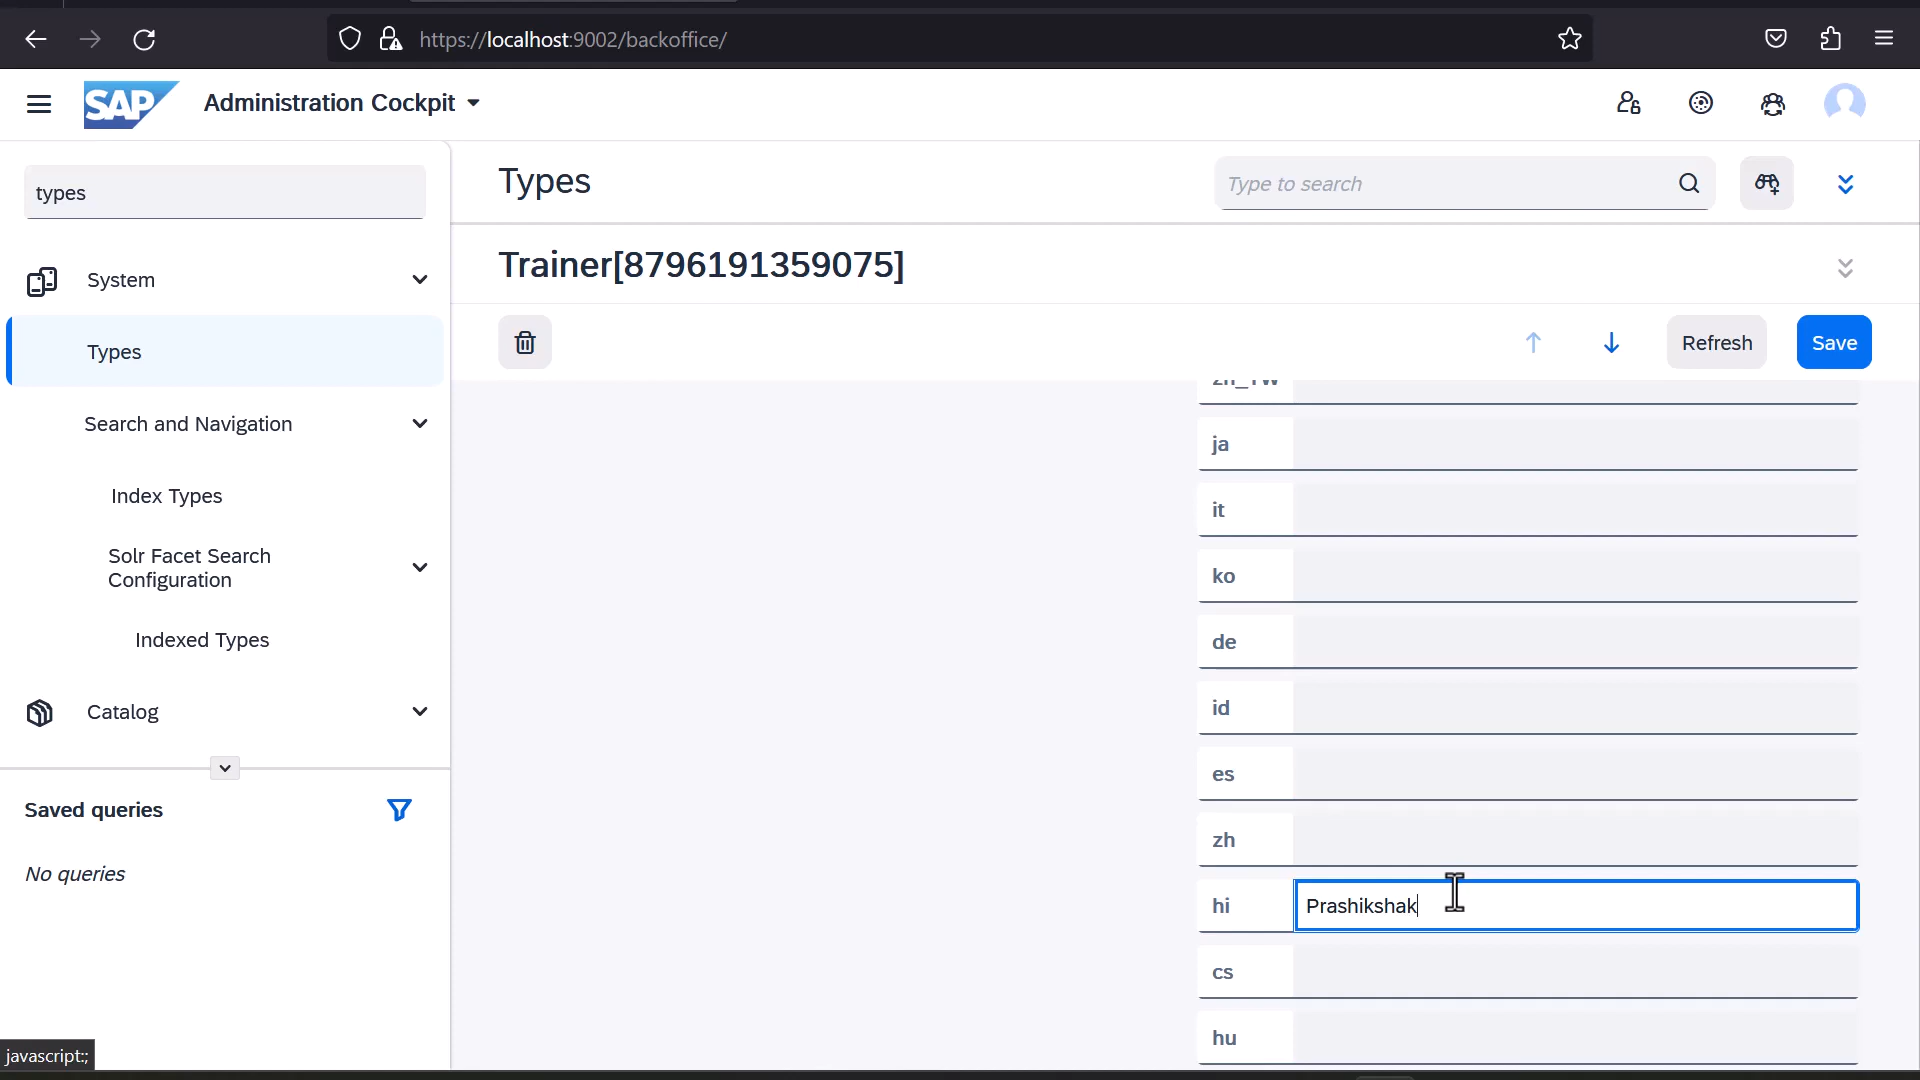 https://localhost:9002/backoffice/
SAP
Administration Cockpit
types
System
Types
Search and Navigation
Index Types
Solr Facet Search
Configuration
Indexed Types
Catalog
Saved queries
No queries
javascript:;
Types
Type to search
Trainer[8796191359075]
Refresh
Save
zh_TW
ja
it
ko
de
id
es
zh
hi
Prashikshak
cs
hu